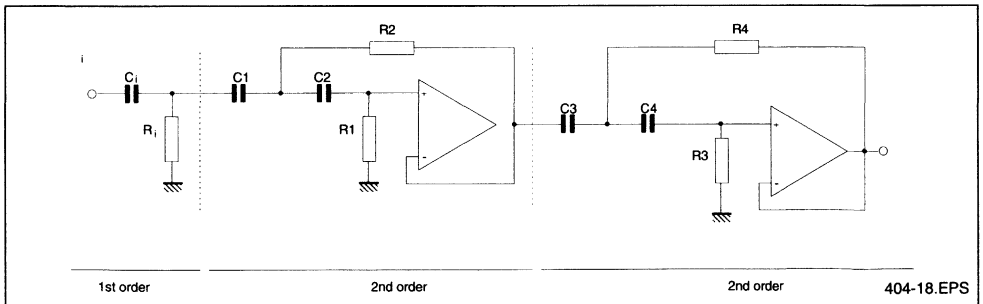 R2
R4
i
Ci
C1
C2
C3
C4
Ri
R1
R3
+
-
+
-
1st order
2nd order
2nd order
404-18.EPS